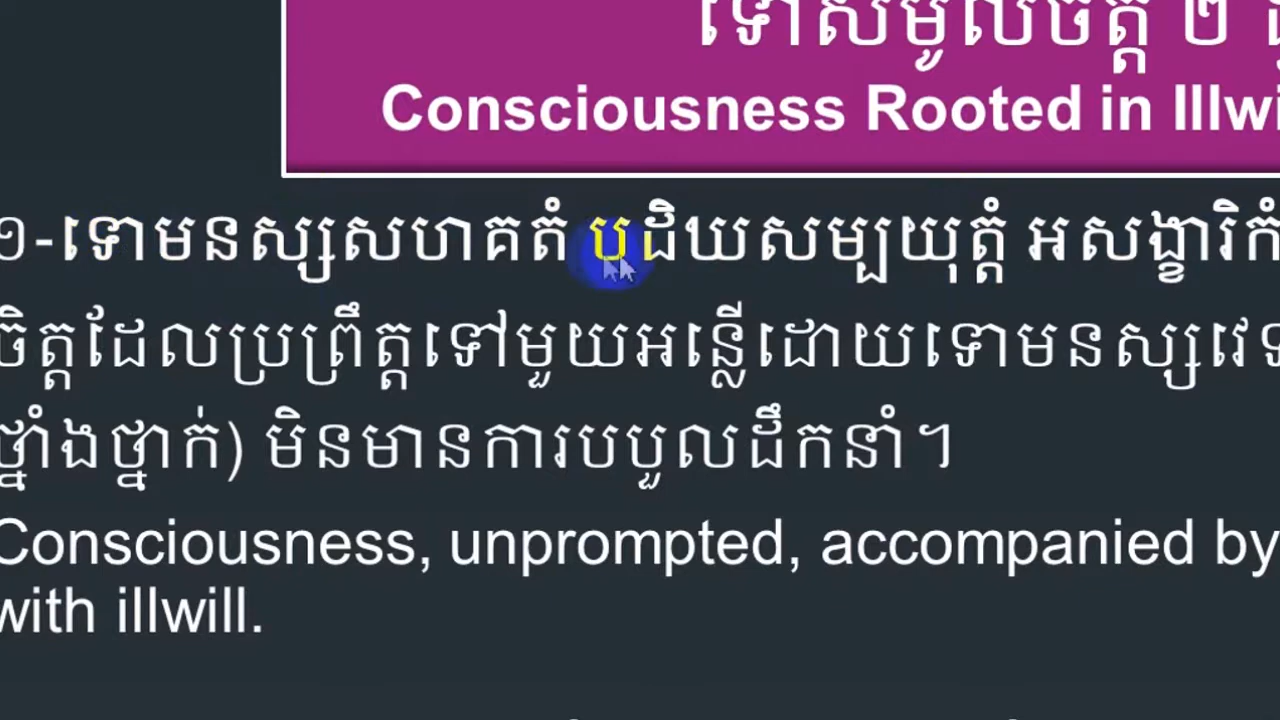 ទោសមូលចិត្ត ២
Consciousness Rooted in Illwi
១-ទោមនស្សសហគតំ បដិឃសម្បយុត្តំ អសង្ខារិកំ
ចិត្តដែលប្រព្រឹត្តទៅមួយអន្លើដោយទោមនស្សវេទ
ថ្នាំងថ្នាក់) មិនមានការបបួលដឹកនាំ។
Consciousness, unprompted, accompanied by
with illwill.